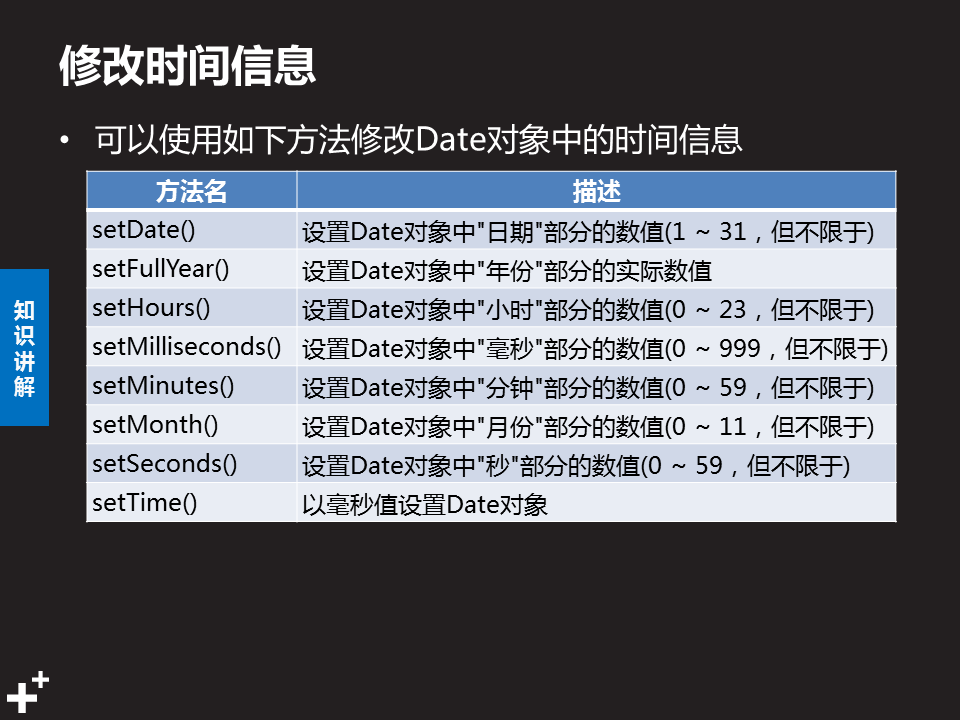 修改时间信息
• 可以使用如下方法修改Date对象中的时间信息
方法名 描述
setDate() 设置Date对象中"日期"部分的数值(1 ~ 31，但不限于)
setFullYear() 设置Date对象中"年份"部分的实际数值
setHours() 设置Date对象中"小时"部分的数值(0 ~ 23，但不限于)
setMilliseconds() 设置Date对象中"毫秒"部分的数值(0 ~ 999，但不限于)
setMinutes() 设置Date对象中"分钟"部分的数值(0 ~ 59，但不限于)
setMonth() 设置Date对象中"月份"部分的数值(0 ~ 11，但不限于)
setSeconds() 设置Date对象中"秒"部分的数值(0 ~ 59，但不限于)
setTime() 以毫秒值设置Date对象
知
识
讲
解